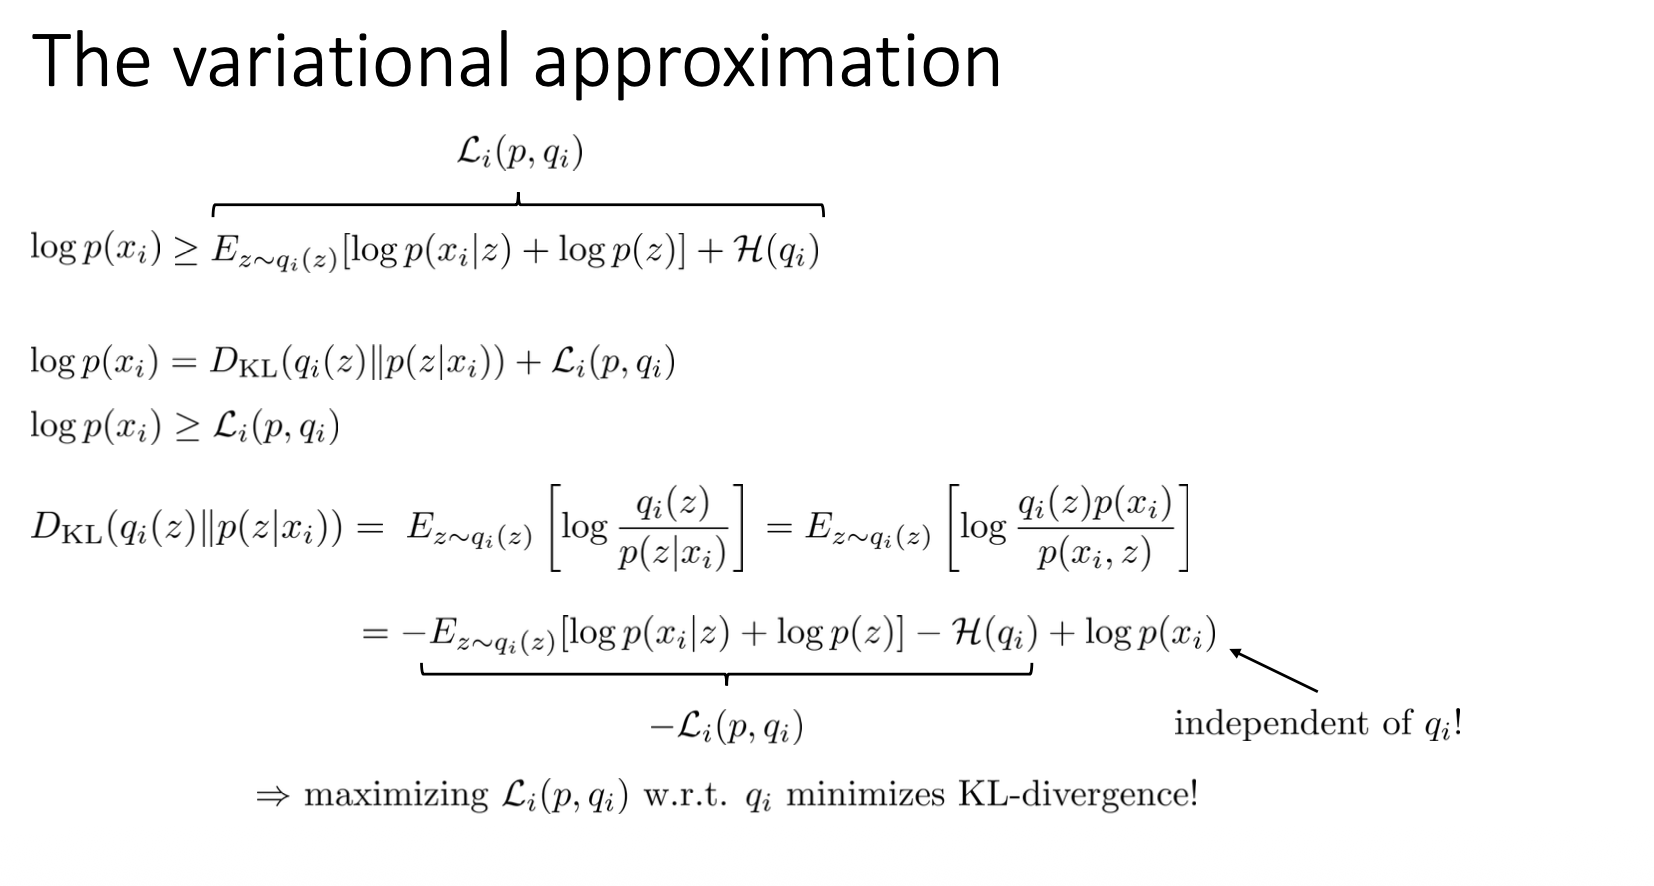 The variational approximation
$\mathcal{L}_i(p, q_i)$
$\log p(x_i) \geq E_{z \sim q_i(z)}[\log p(x_i|z) + \log p(z)] + \mathcal{H}(q_i)$
$\log p(x_i) = D_{\mathrm{KL}}(q_i(z) \| p(z|x_i)) + \mathcal{L}_i(p, q_i)$
$\log p(x_i) \geq \mathcal{L}_i(p, q_i)$
$D_{\mathrm{KL}}(q_i(z) \| p(z|x_i)) = E_{z \sim q_i(z)} \left[ \log \frac{q_i(z)}{p(z|x_i)} \right] = E_{z \sim q_i(z)} \left[ \log \frac{q_i(z)p(x_i)}{p(x_i, z)} \right]$
$= -E_{z \sim q_i(z)}[\log p(x_i|z) + \log p(z)] - \mathcal{H}(q_i) + \log p(x_i)$
$-\mathcal{L}_i(p, q_i)$
independent of $q_i$!
$\Rightarrow$ maximizing $\mathcal{L}_i(p, q_i)$ w.r.t. $q_i$ minimizes KL-divergence!